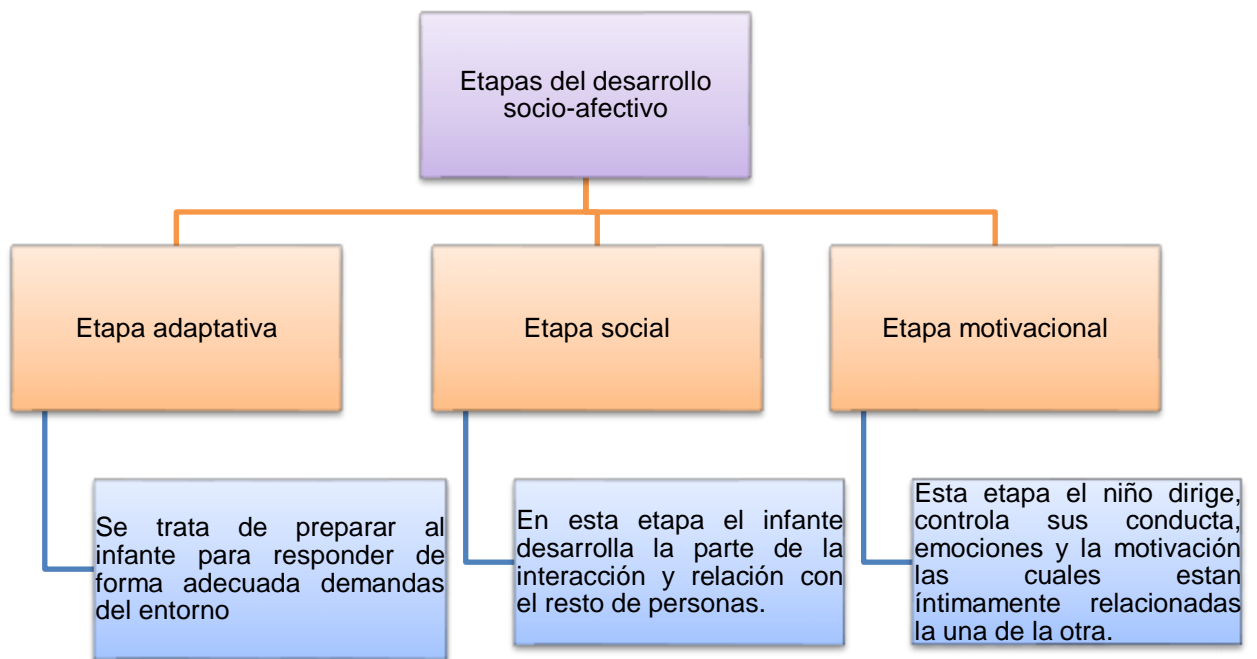 Etapas del desarrollo
socio-afectivo
Etapa adaptativa
Etapa social
Etapa motivacional
Se trata de preparar al
infante para responder de
forma adecuada demandas
del entorno
En esta etapa el infante
desarrolla la parte de la
interacción y relación con
el resto de personas.
Esta etapa el niño dirige,
controla sus conducta,
emociones y la motivación
las cuales estan
íntimamente relacionadas
la una de la otra.